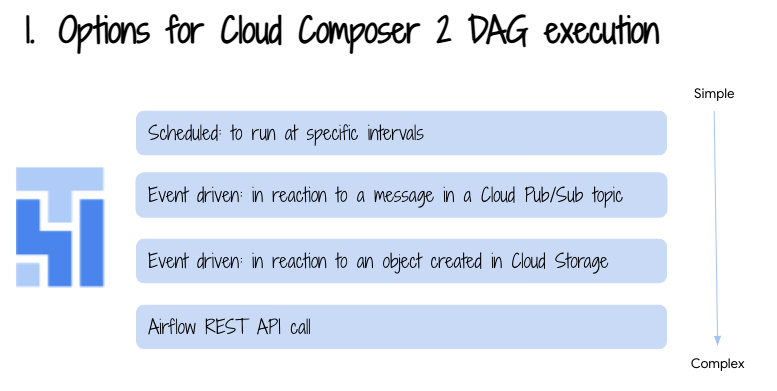 1. Options for Cloud Composer 2 DAG execution
Simple
Scheduled: to run at specific intervals
Event driven: in reaction to a message in a Cloud Pub/Sub topic
Event driven: in reaction to an object created in Cloud Storage
Airflow REST API call
Complex